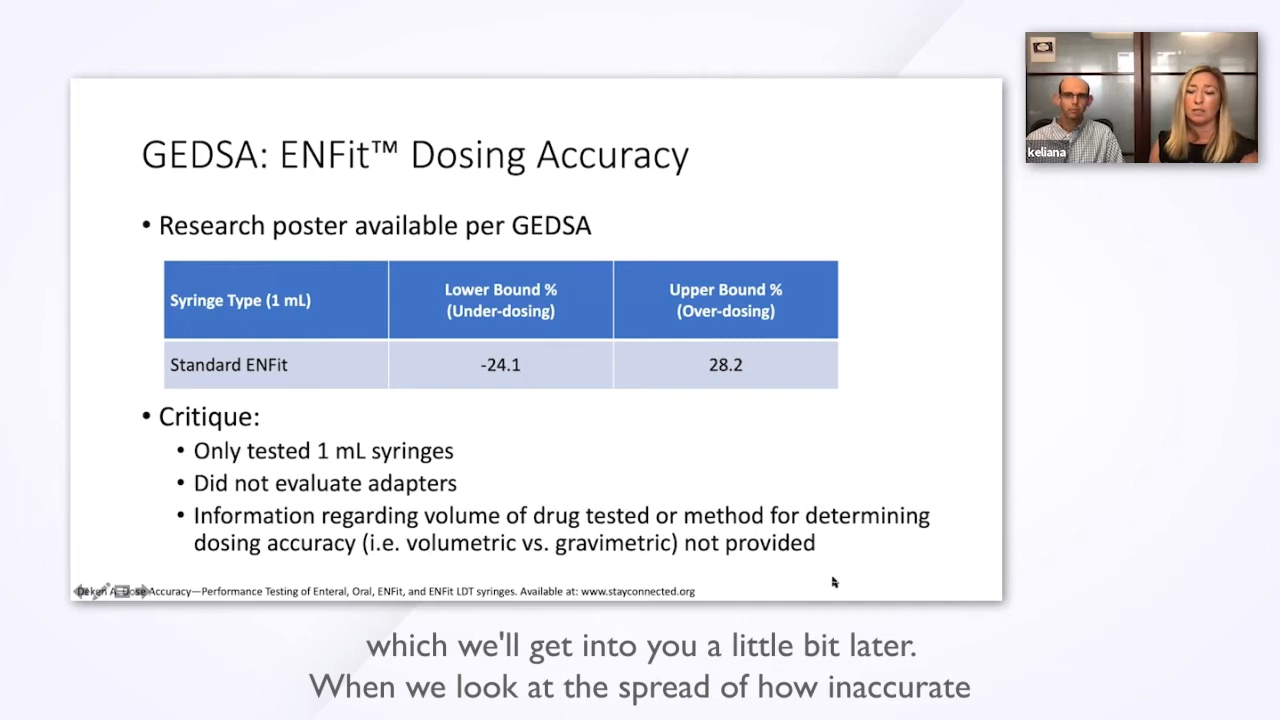 GEDSA: ENFit™ Dosing Accuracy
• Research poster available per GEDSA
Syringe Type (1 mL)
Lower Bound %
(Under-dosing)
Upper Bound %
(Over-dosing)
Standard ENFit
-24.1
28.2
• Critique:
• Only tested 1 mL syringes
• Did not evaluate adapters
• Information regarding volume of drug tested or method for determining
dosing accuracy (i.e. volumetric vs. gravimetric) not provided
Deken A. Dose Accuracy—Performance Testing of Enteral, Oral, ENFit, and ENFit LDT syringes. Available at: www.stayconnected.org
keliana
which we'll get into you a little bit later.
When we look at the spread of how inaccurate